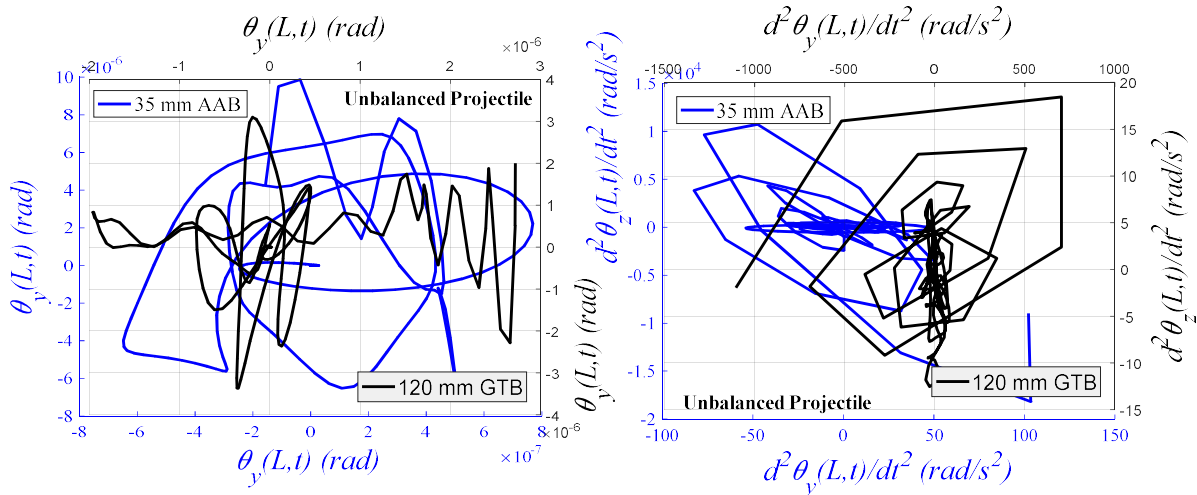 θy(L,t) (rad)
×10^-6
-2 -1 0 1 2 3
×10^-6
10 8 6 4 2 0 -2 -4 -6 -8
θy(L,t) (rad)
35 mm AAB
Unbalanced Projectile
4 3 2 1 0 -1 -2 -3 -4
θy(L,t) (rad)
120 mm GTB
-8 -6 -4 -2 0 2 4 6 8
×10^-6
×10^-7
θy(L,t) (rad)
d²θy(L,t)/dt² (rad/s²)
-1500 -1000 -500 0 500 1000
×10^4
1.5 1 0.5 0 -0.5 -1 -1.5 -2
d²θz(L,t)/dt² (rad/s²)
35 mm AAB
20 15 10 5 0 -5 -10 -15
d²θz(L,t)/dt² (rad/s²)
120 mm GTB
Unbalanced Projectile
-100 -50 0 50 100 150
d²θy(L,t)/dt² (rad/s²)